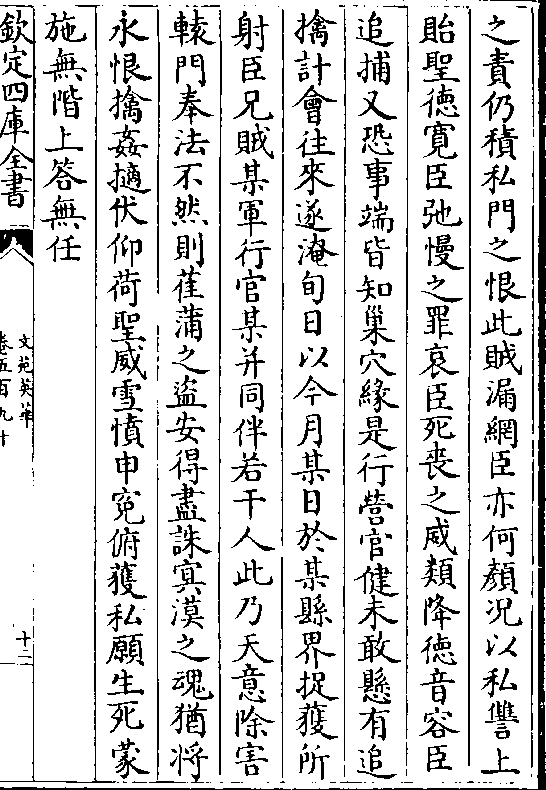 之責仍積私門之恨此賊漏網臣亦何顏況以私讐上
貽聖徳寛臣弛慢之罪哀臣死喪之威類降徳音容臣
追捕又恐事端皆知巢穴緣是行營官健未敢懸有追
擒計會往來遂淹旬日以今月某日於某縣界捉獲所
射臣兄賊某軍行官某并同伴若干人此乃天意除害
轅門奉法不然則萑蒲之盗安得盡誅冥漠之魂猶將
永恨擒姦擿伏仰荷聖威雪憤申寃俯獲私願生死蒙
施無階上答無任
欽定四庫全書
文苑英華
卷五百九十
十二